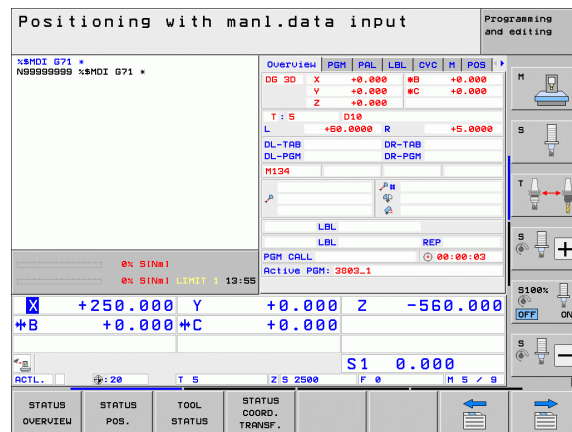 Positioning with manl.data input
Programming
and editing
%$MDI G71 *
N99999999 %$MDI G71 *
Overview PGM PAL LBL CYC M POS
DG 3D X +0.000 *B +0.000
Y +0.000 *C +0.000
Z +0.000
T : 5 D10
L +60.0000 R +5.0000
DL-TAB DR-TAB
DL-PGM DR-PGM
M134
P #
P
LBL
LBL REP
PGM CALL 00:00:03
Active PGM: 3803_1
0% S[Nm]
0% S[Nm] LIMIT 1 13:55
X +250.000 Y +0.000 Z -560.000
*B +0.000 *C +0.000
S1 0.000
ACTL. : 20 T 5 Z S 2500 F 0 M 5 / 9
M
S
T
S
+
S100%
OFF ON
S
-
STATUS OVERVIEW
STATUS POS.
TOOL STATUS
STATUS COORD. TRANSF.